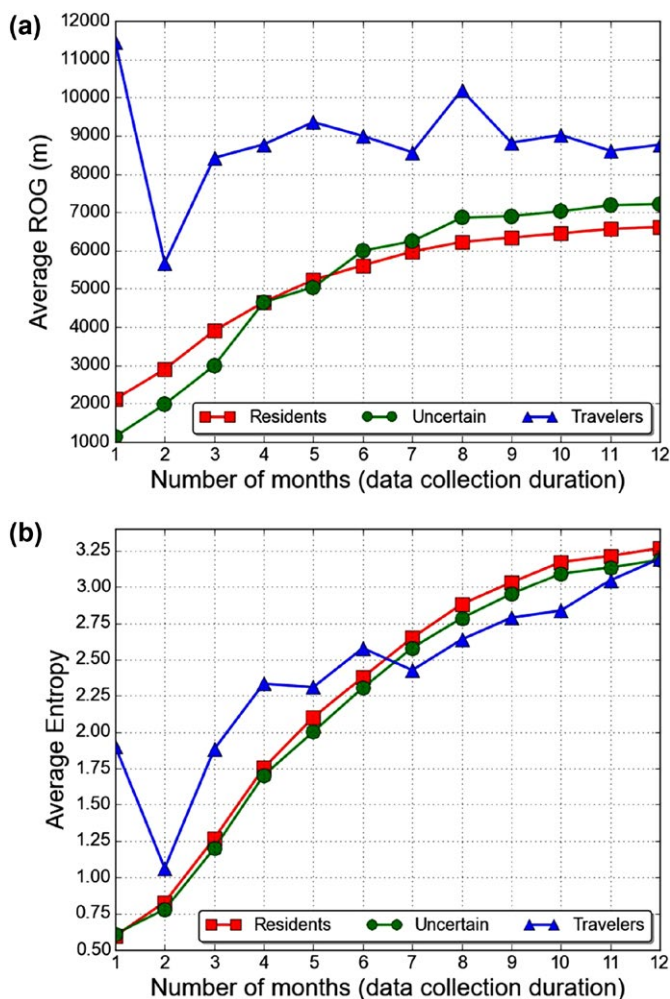 (a)
12000
11000
10000
9000
8000
7000
6000
5000
4000
3000
2000
1000
Average ROG (m)
Residents Uncertain Travelers
1 2 3 4 5 6 7 8 9 10 11 12
Number of months (data collection duration)
(b)
3.25
3.00
2.75
2.50
2.25
2.00
1.75
1.50
1.25
1.00
0.75
0.50
Average Entropy
Residents Uncertain Travelers
1 2 3 4 5 6 7 8 9 10 11 12
Number of months (data collection duration)